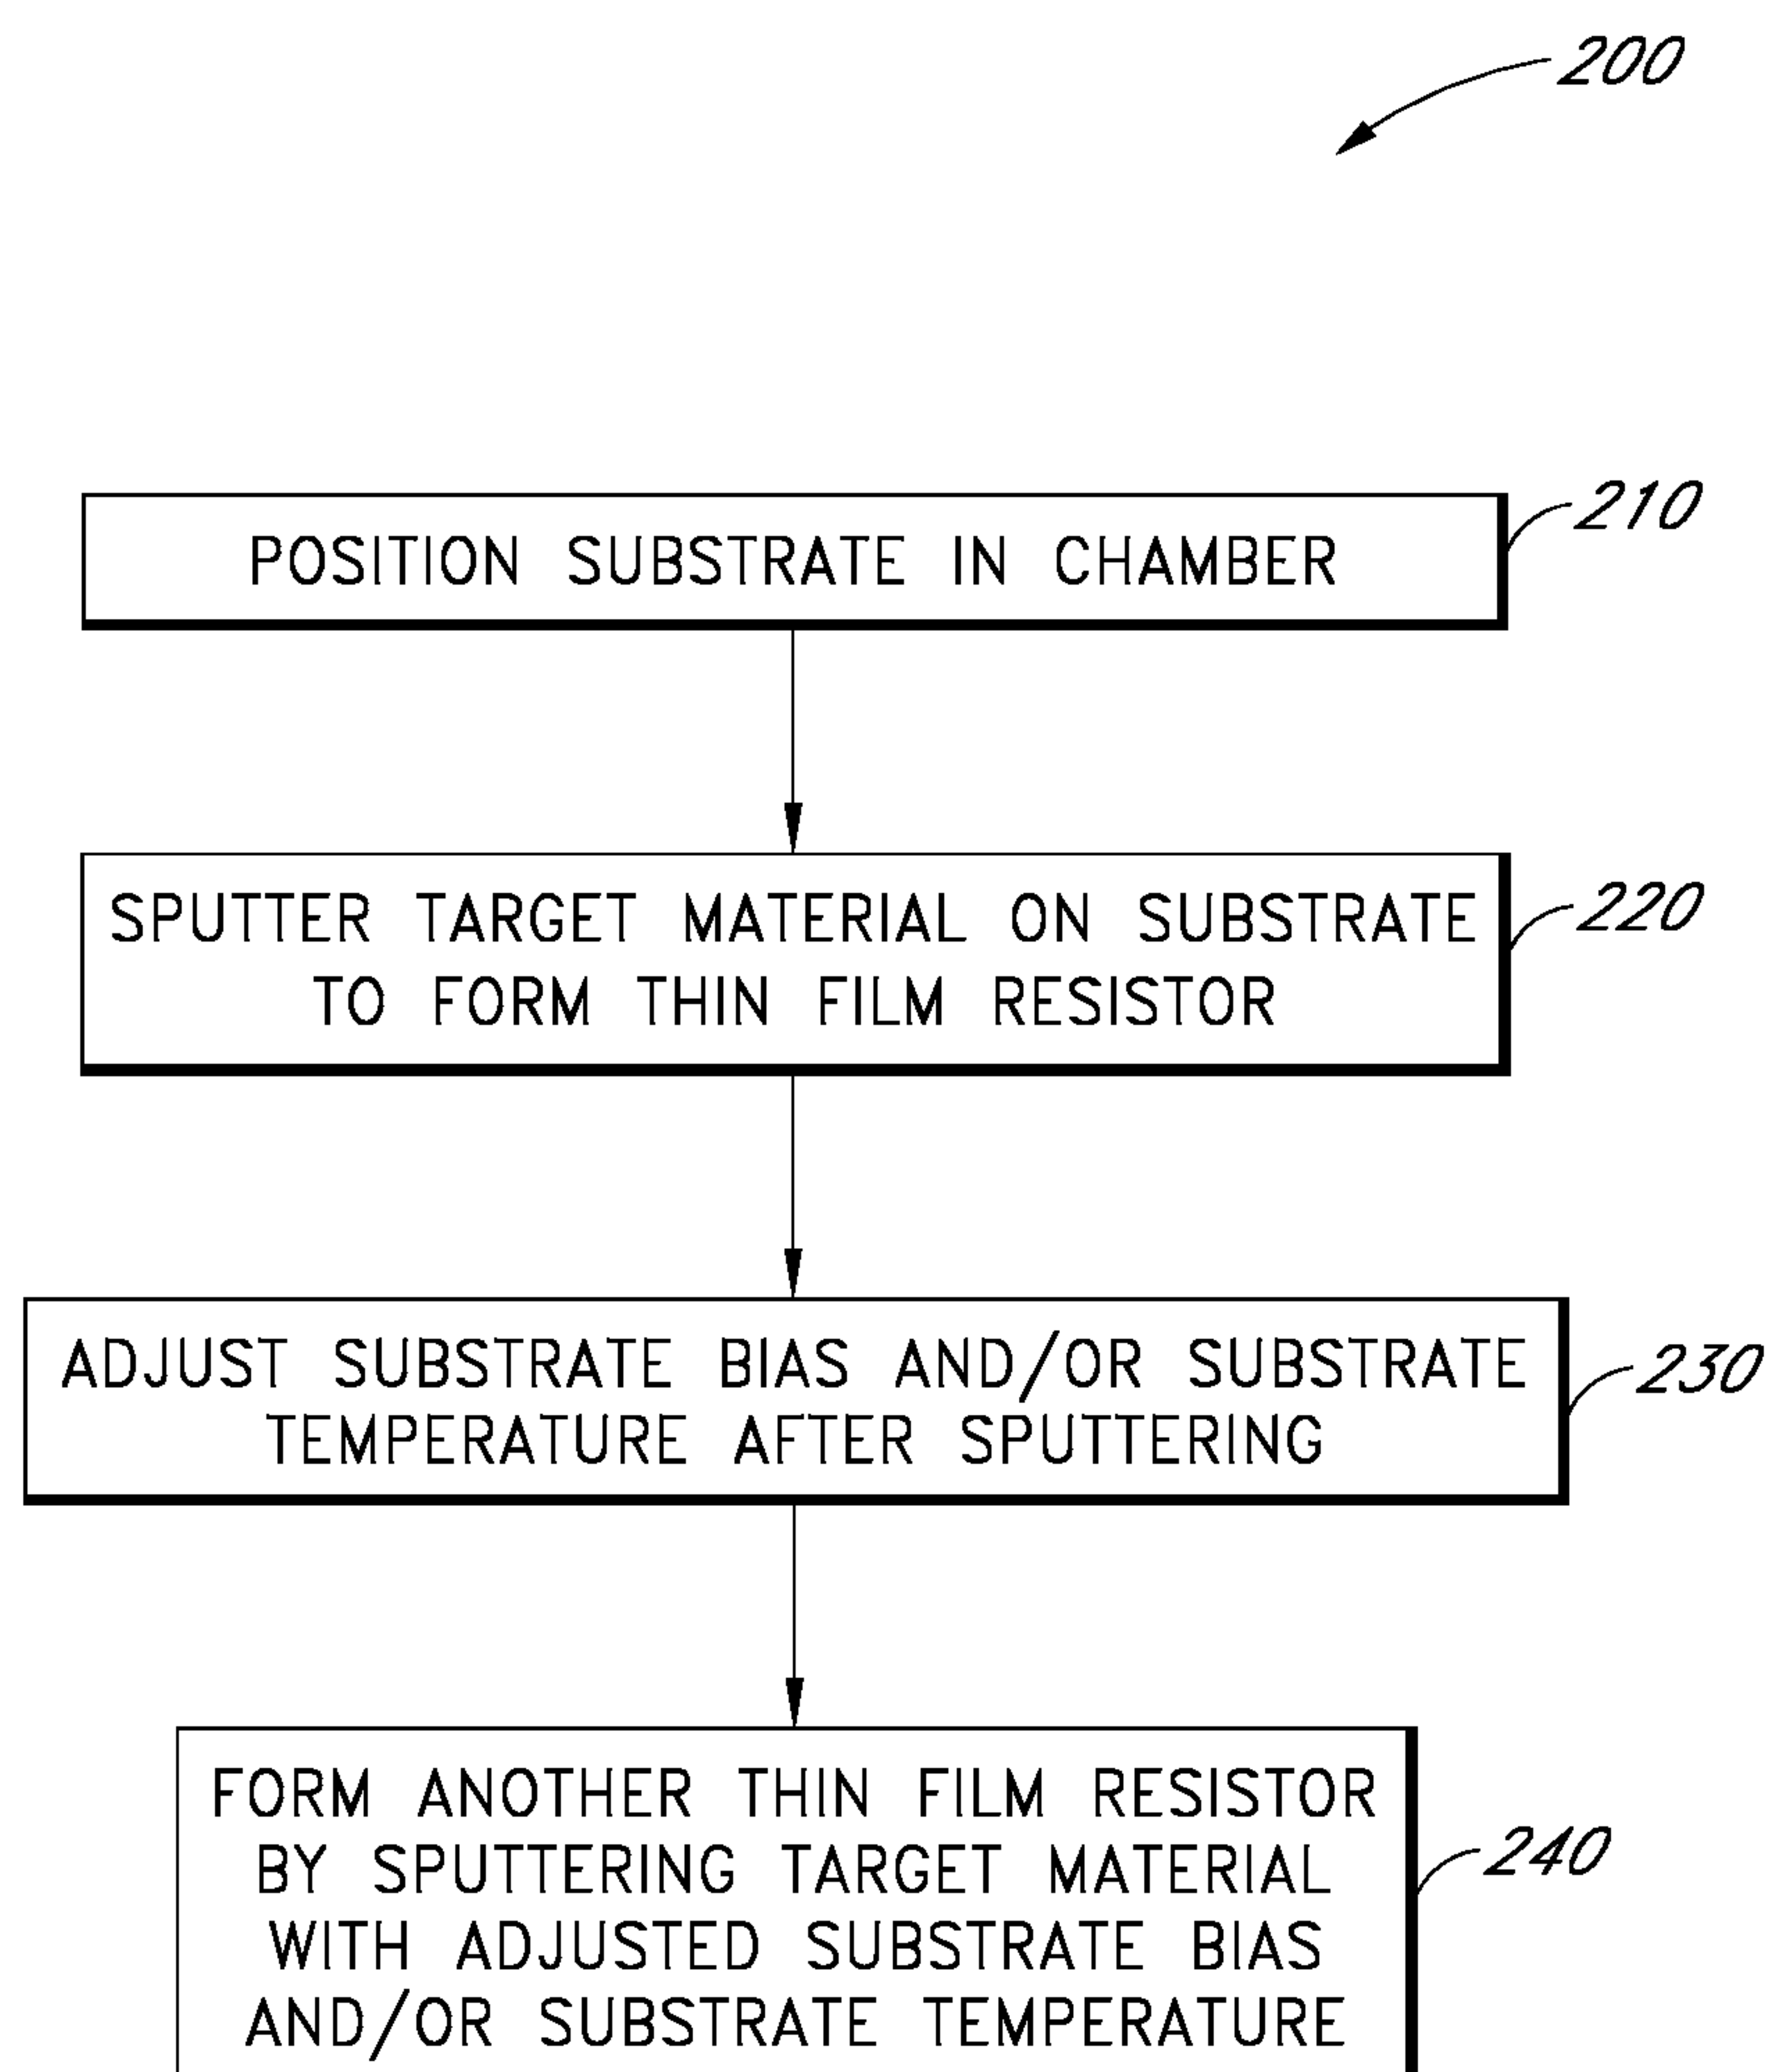 200
POSITION SUBSTRATE IN CHAMBER
210
SPUTTER TARGET MATERIAL ON SUBSTRATE
TO FORM THIN FILM RESISTOR
220
ADJUST SUBSTRATE BIAS AND/OR SUBSTRATE
TEMPERATURE AFTER SPUTTERING
230
FORM ANOTHER THIN FILM RESISTOR
BY SPUTTERING TARGET MATERIAL
WITH ADJUSTED SUBSTRATE BIAS
AND/OR SUBSTRATE TEMPERATURE
240